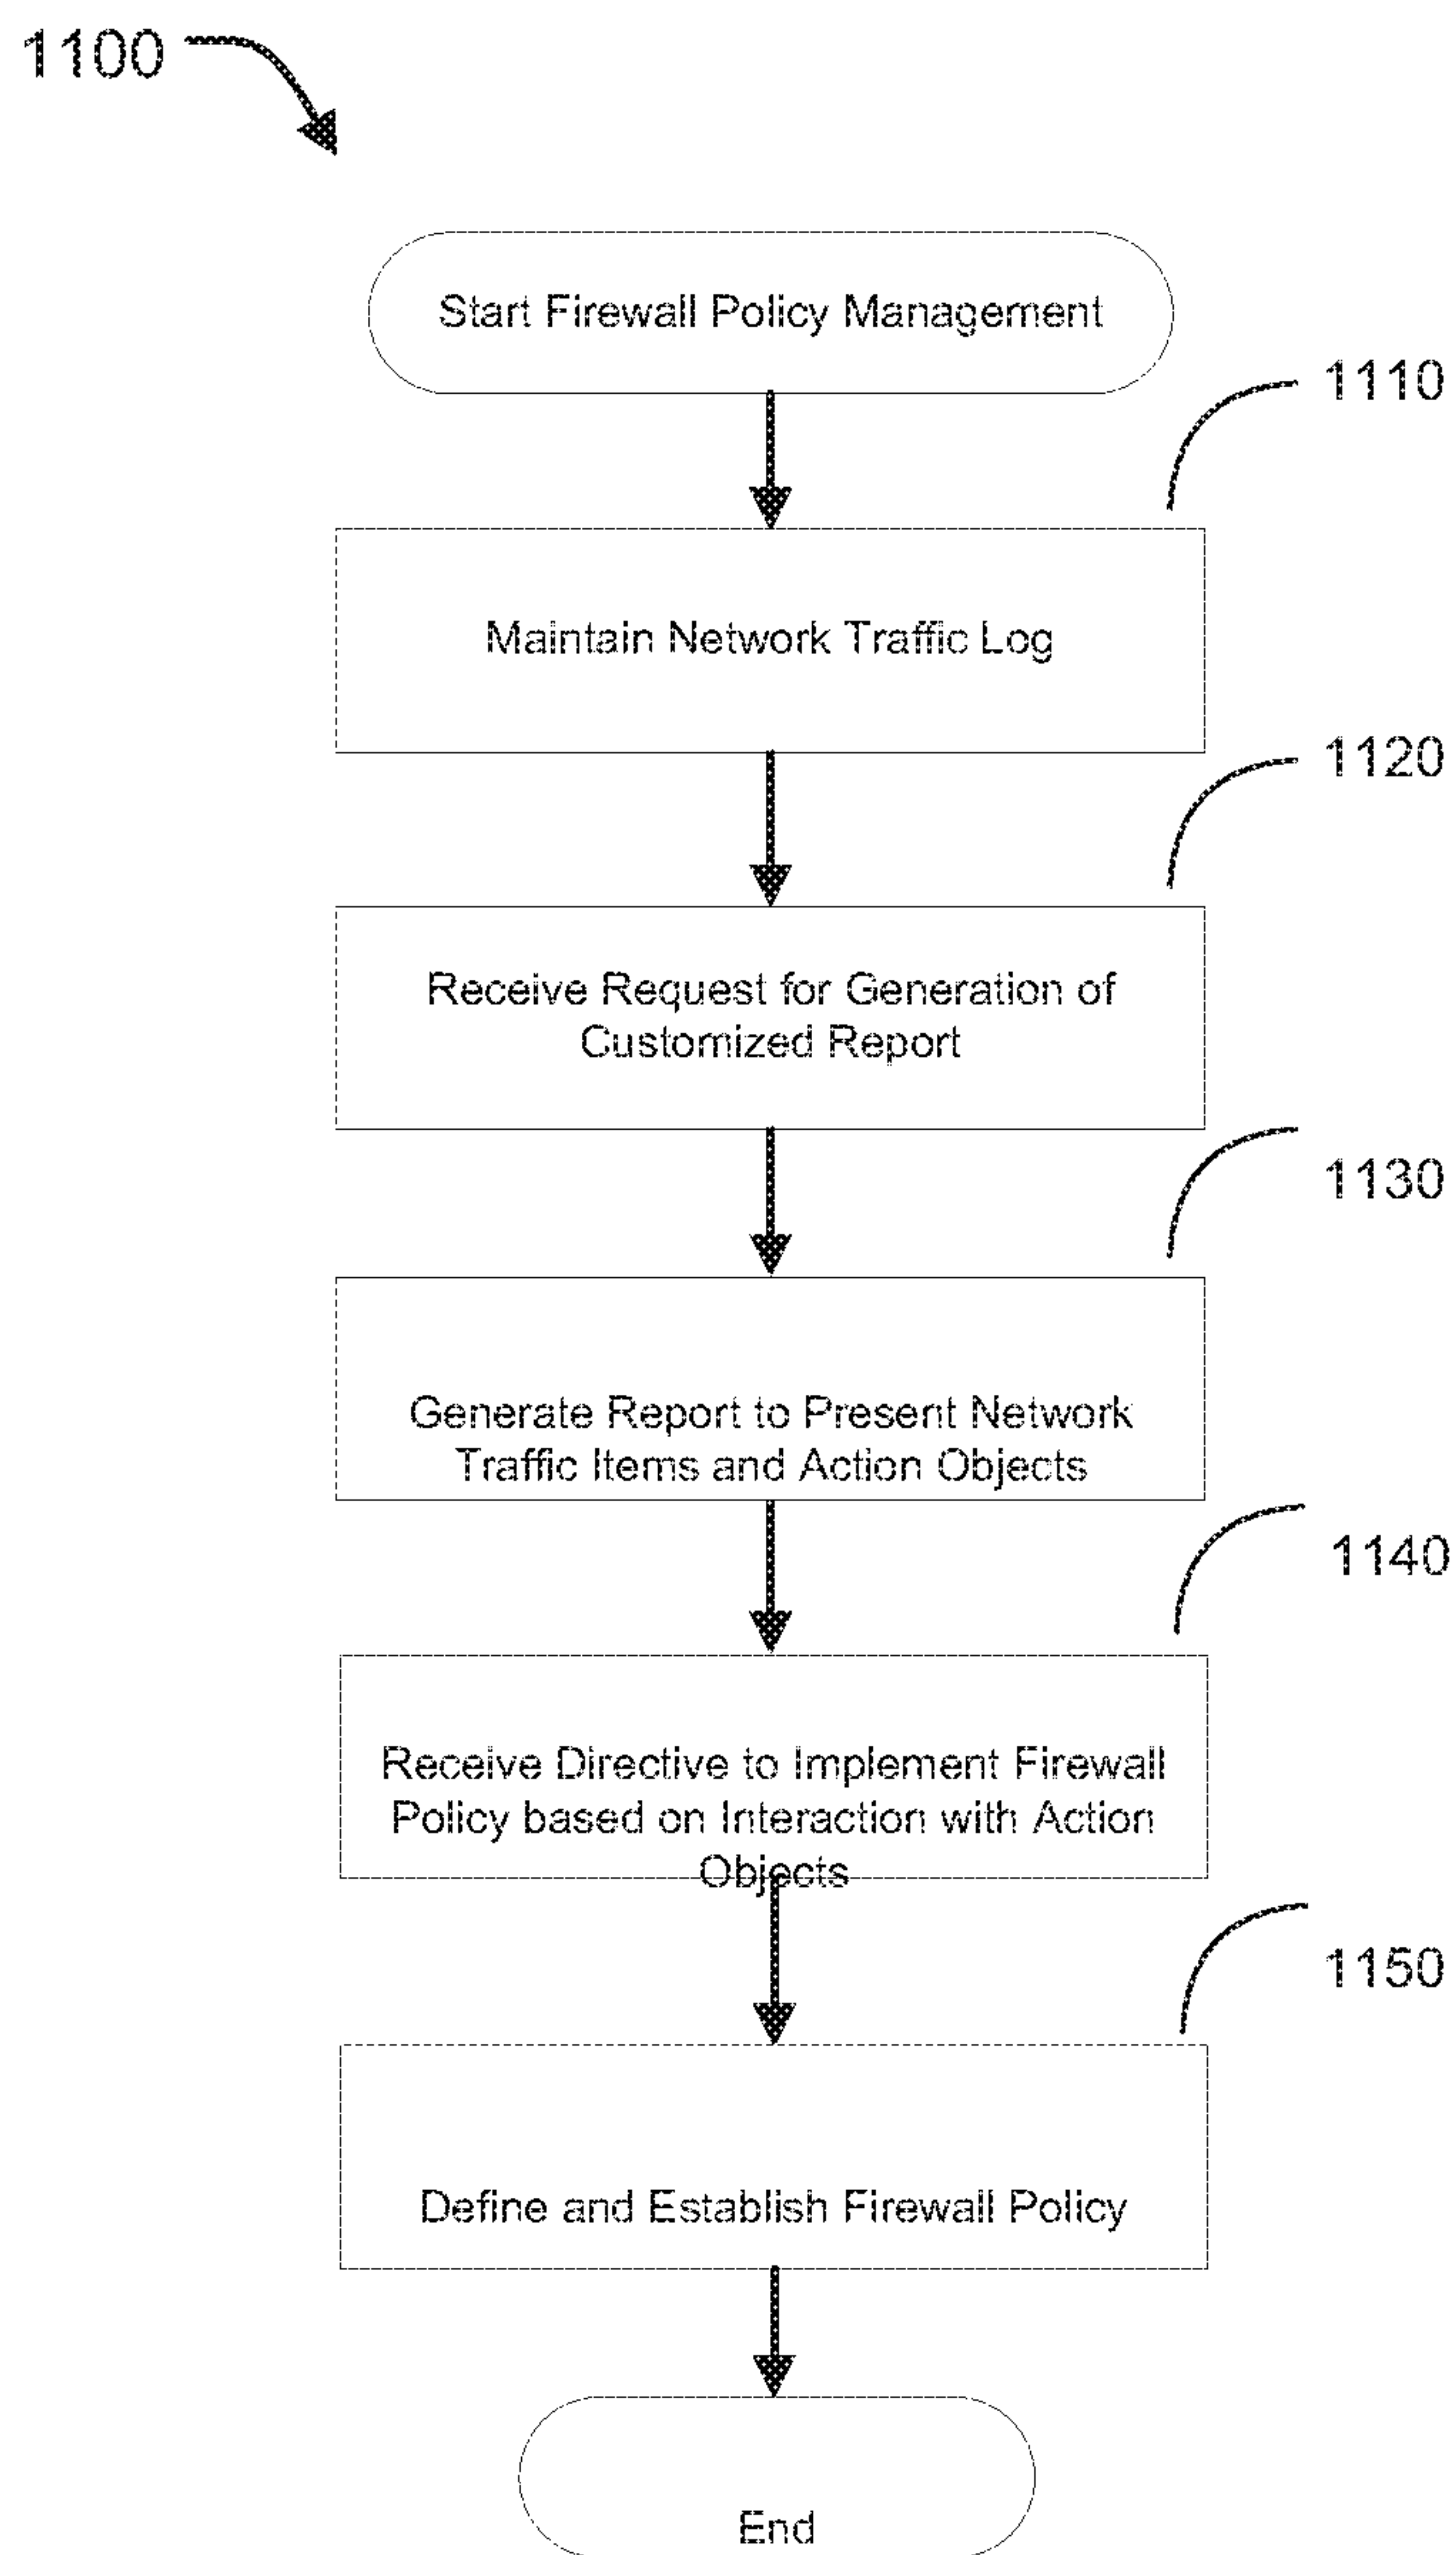 1100
Start Firewall Policy Management
1110
Maintain Network Traffic Log
1120
Receive Request for Generation of
Customized Report
1130
Generate Report to Present Network
Traffic Items and Action Objects
1140
Receive Directive to Implement Firewall
Policy based on Interaction with Action
Objects
1150
Define and Establish Firewall Policy
End